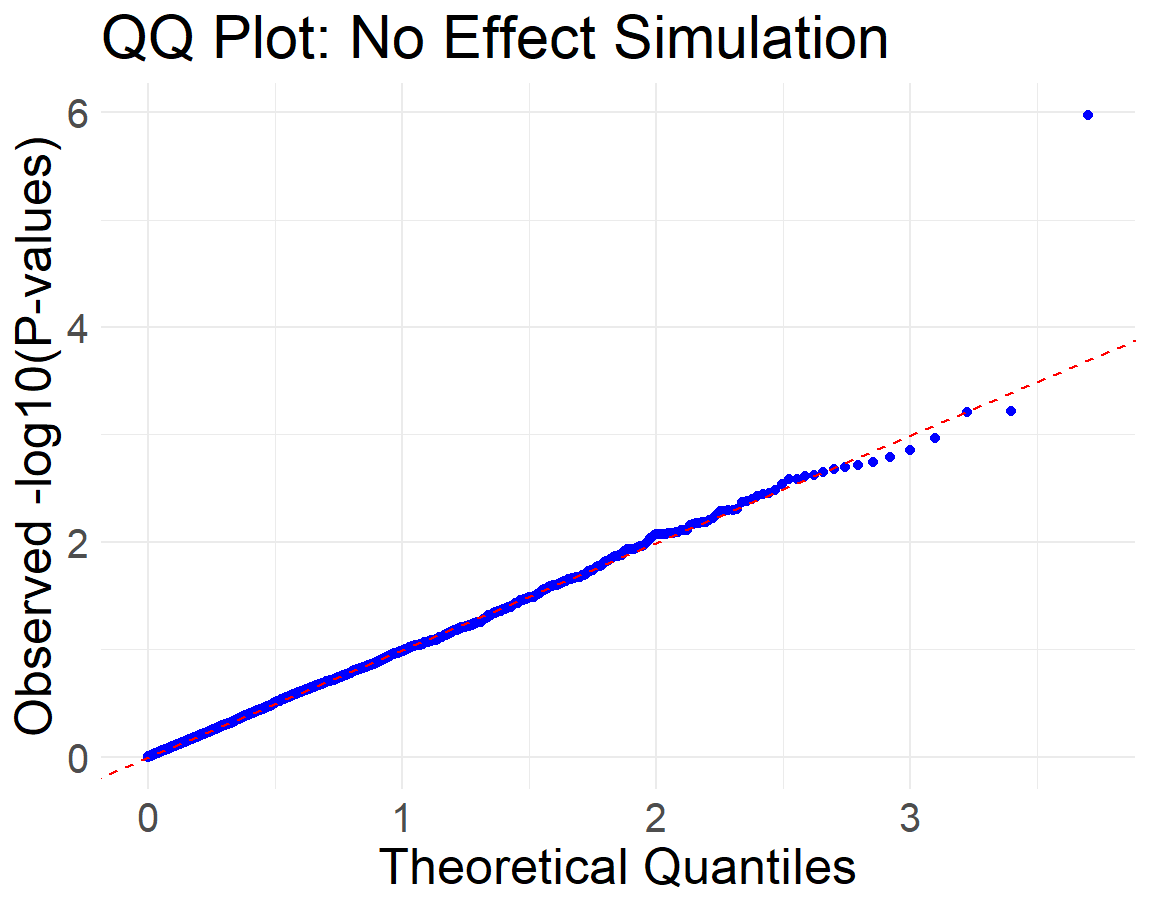 QQ Plot: No Effect Simulation
Observed -log10(P-values)
6
4
2
0
0 1 2 3
Theoretical Quantiles